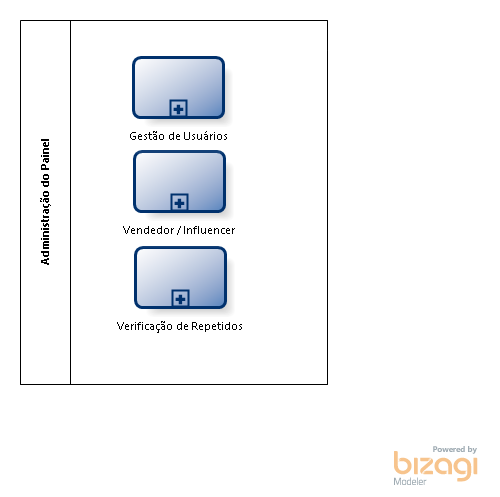 Administração do Painel
Gestão de Usuários
Vendedor / Influencer
Verificação de Repetidos
Powered by
bizagi
Modeler